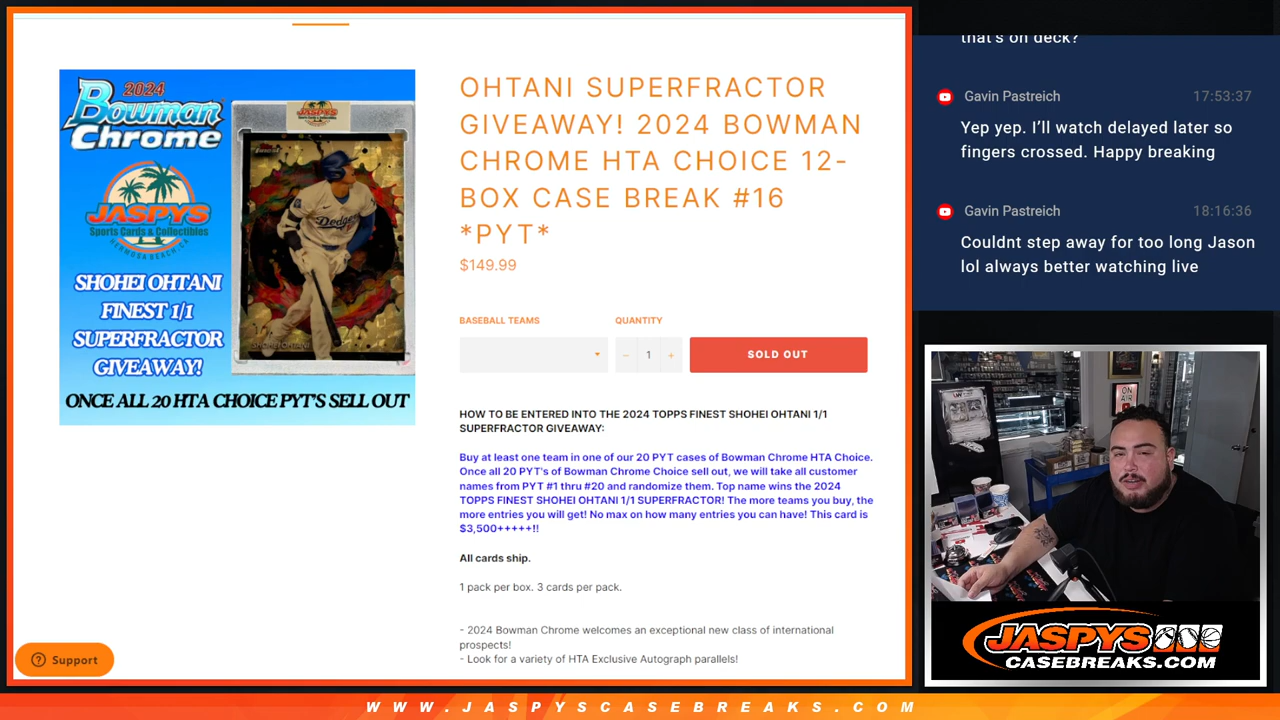 2024
Bowman
Chrome
JASPYS
Sports Cards & Collectibles
HERMOSA BEACH, CA
SHOHEI OHTANI
FINEST 1/1
SUPERFRACTOR
GIVEAWAY!
ONCE ALL 20 HTA CHOICE PYT'S SELL OUT
OHTANI SUPERFRACTOR
GIVEAWAY! 2024 BOWMAN
CHROME HTA CHOICE 12-
BOX CASE BREAK #16
*PYT*
$149.99
BASEBALL TEAMS
QUANTITY
− 1 +
SOLD OUT
HOW TO BE ENTERED INTO THE 2024 TOPPS FINEST SHOHEI OHTANI 1/1
SUPERFRACTOR GIVEAWAY:
Buy at least one team in one of our 20 PYT cases of Bowman Chrome HTA Choice.
Once all 20 PYT's of Bowman Chrome Choice sell out, we will take all customer
names from PYT #1 thru #20 and randomize them. Top name wins the 2024
TOPPS FINEST SHOHEI OHTANI 1/1 SUPERFRACTOR! The more teams you buy, the
more entries you will get! No max on how many entries you can have! This card is
$3,500+++++!!
All cards ship.
1 pack per box. 3 cards per pack.
- 2024 Bowman Chrome welcomes an exceptional new class of international
prospects!
- Look for a variety of HTA Exclusive Autograph parallels!
Support
that's on deck?
Gavin Pastreich 17:53:37
Yep yep. I'll watch delayed later so
fingers crossed. Happy breaking
Gavin Pastreich 18:16:36
Couldnt step away for too long Jason
lol always better watching live
ON
AIR
JASPYS
CASEBREAKS.COM
WWW.JASPYSCASEBREAKS.COM